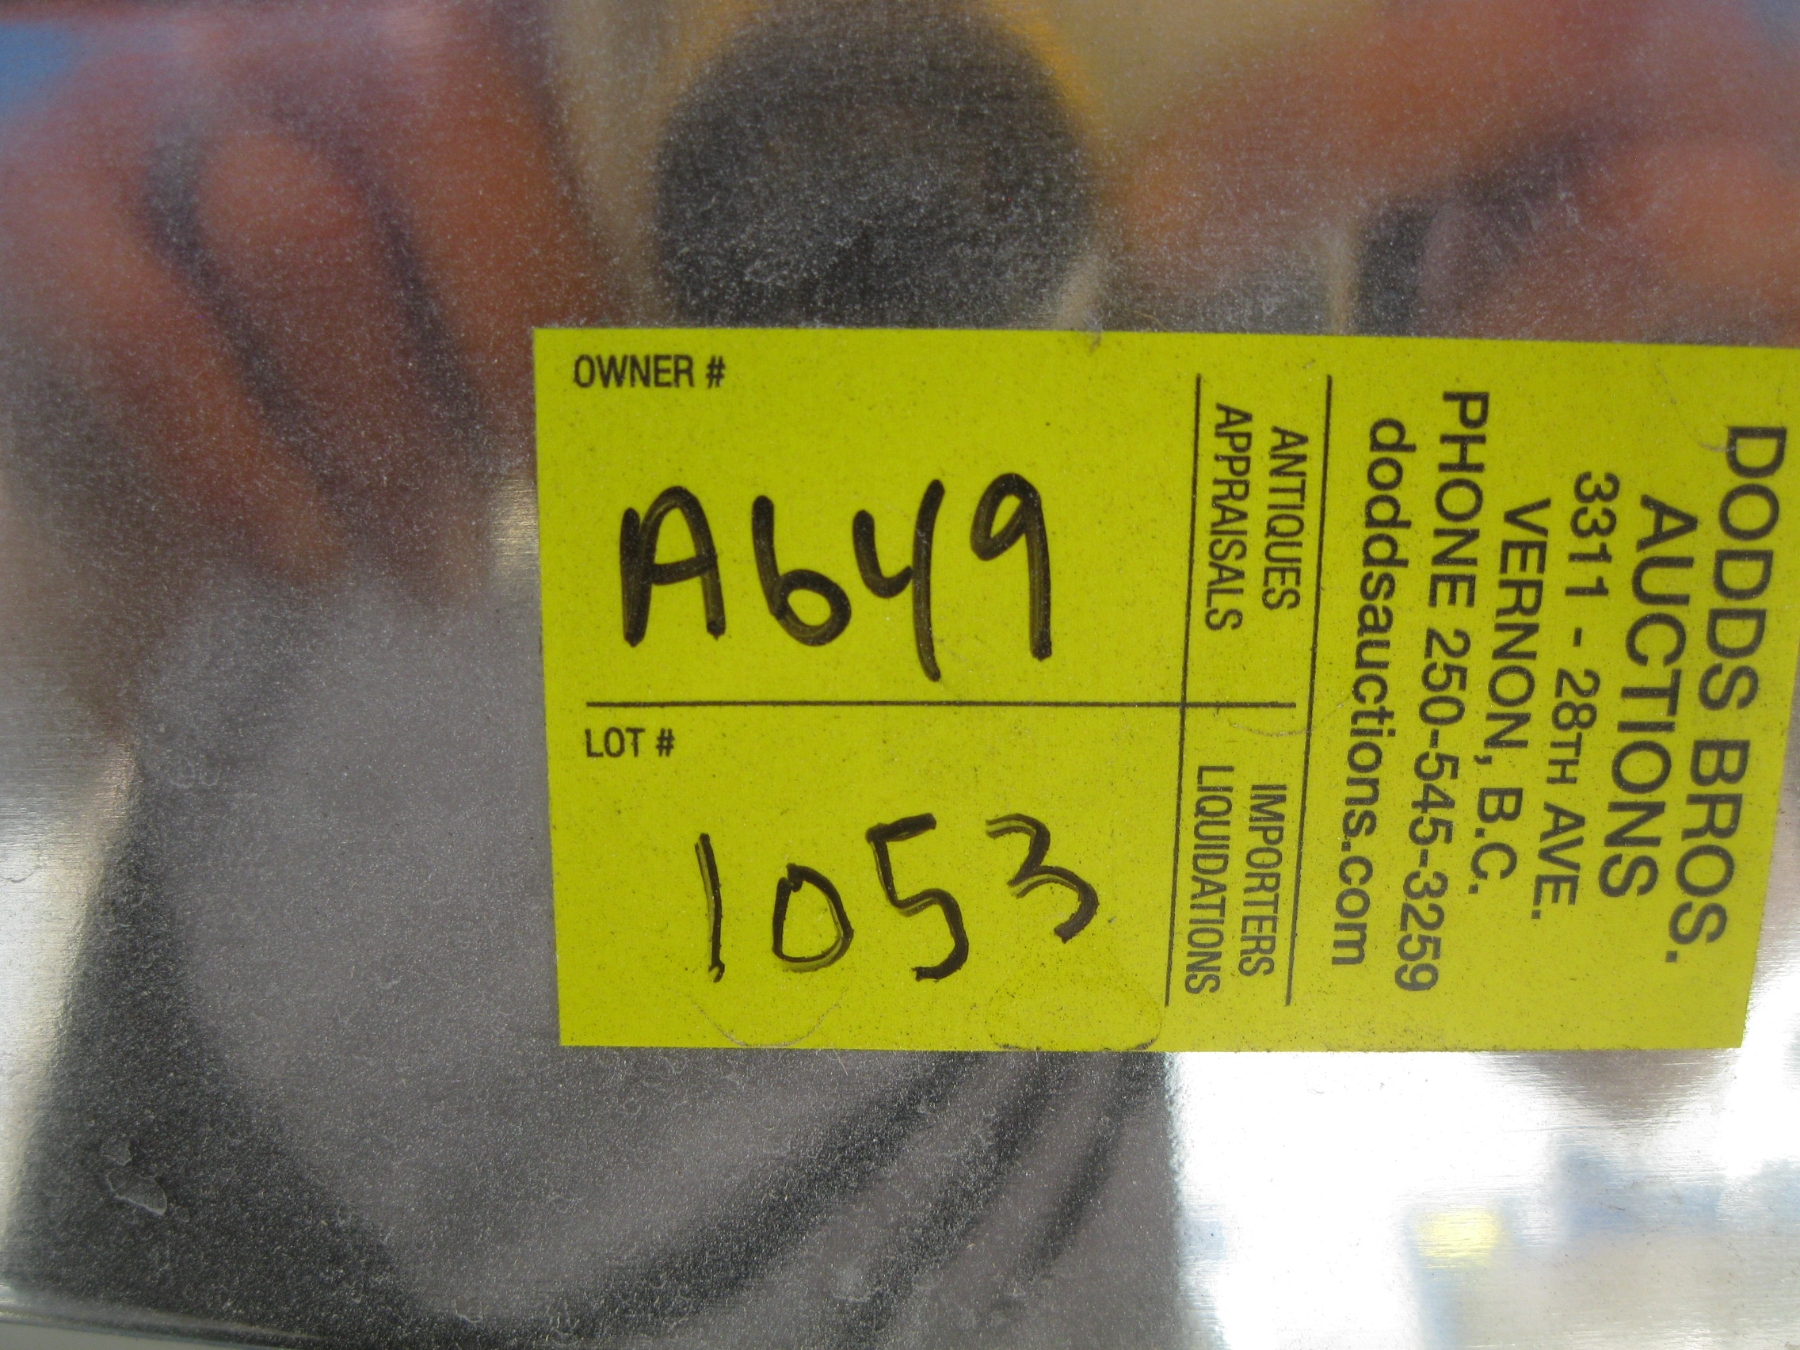 DODDS BROS.
AUCTIONS
3311 - 28TH AVE.
VERNON, B.C.
PHONE 250-545-3259
doddsauctions.com
ANTIQUES IMPORTERS
APPRAISALS LIQUIDATIONS
OWNER #
A649
LOT #
1053